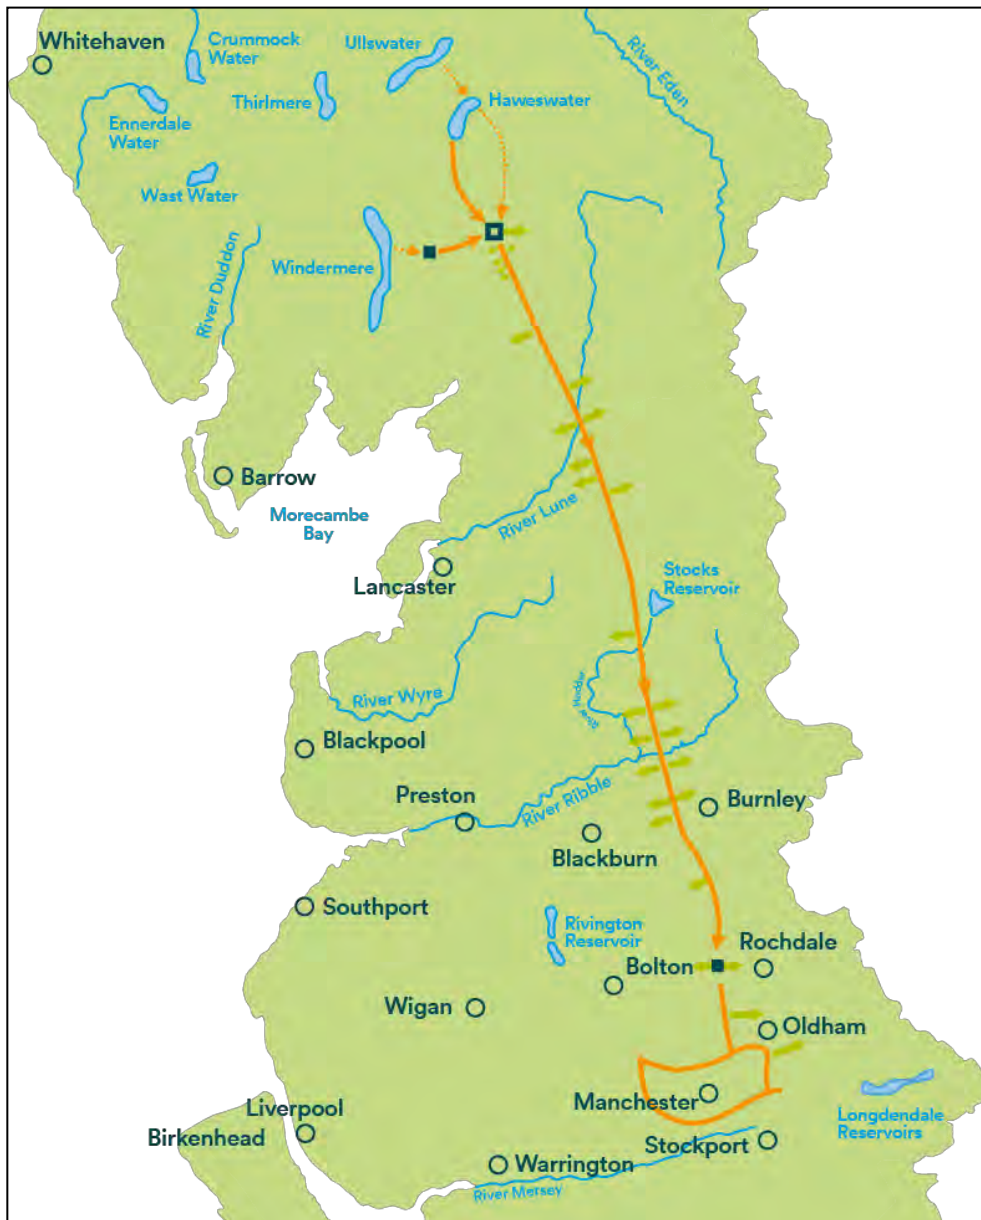 Whitehaven
Crummock
Water
Ullswater
River Eden
Thirlmere
Haweswater
Ennerdale
Water
Wast Water
River Duddon
Windermere
Barrow
Morecambe
Bay
River Lune
Lancaster
Stocks
Reservoir
River Hodder
River Wyre
Blackpool
Preston
River Ribble
Burnley
Blackburn
Southport
Rivington
Reservoir
Rochdale
Bolton
Wigan
Oldham
Manchester
Liverpool
Birkenhead
Longdendale
Reservoirs
Stockport
Warrington
River Mersey